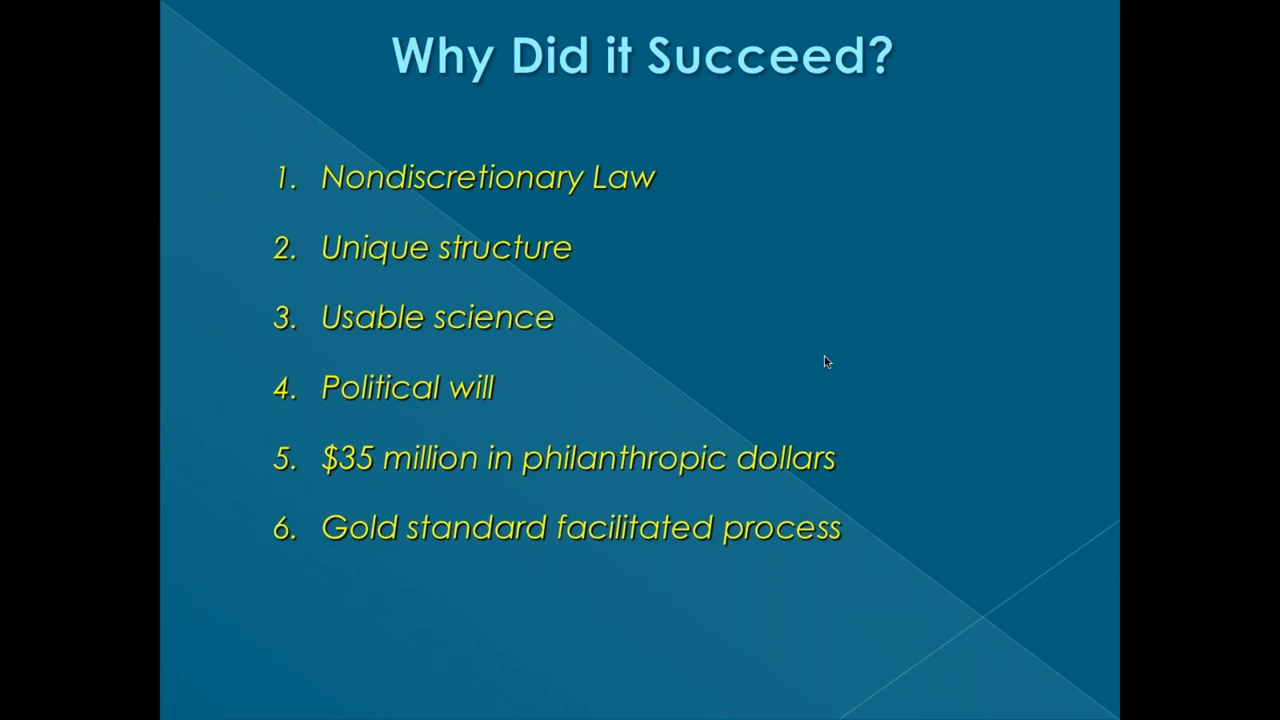 Why Did it Succeed?
1. Nondiscretionary Law
2. Unique structure
3. Usable science
4. Political will
5. $35 million in philanthropic dollars
6. Gold standard facilitated process